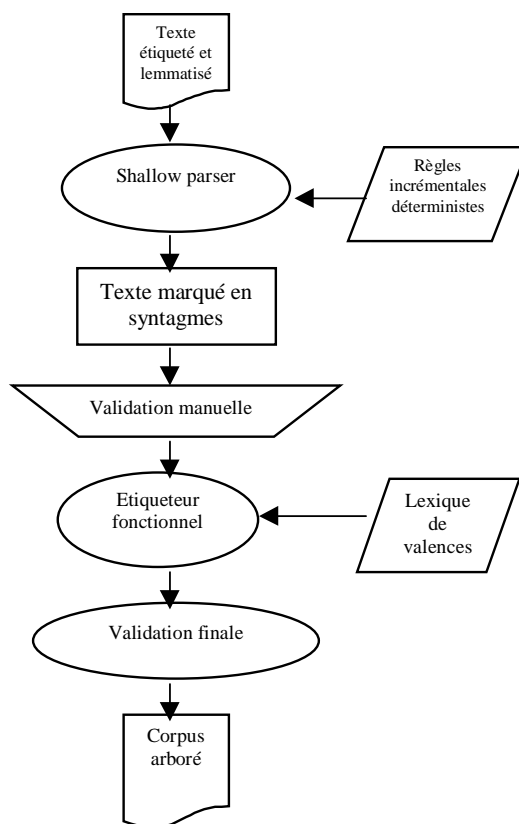 Texte
étiqueté et
lemmatisé
Shallow parser
Règles
incrémentales
déterministes
Texte marqué en
syntagmes
Validation manuelle
Etiqueteur
fonctionnel
Lexique
de
valences
Validation finale
Corpus
arboré